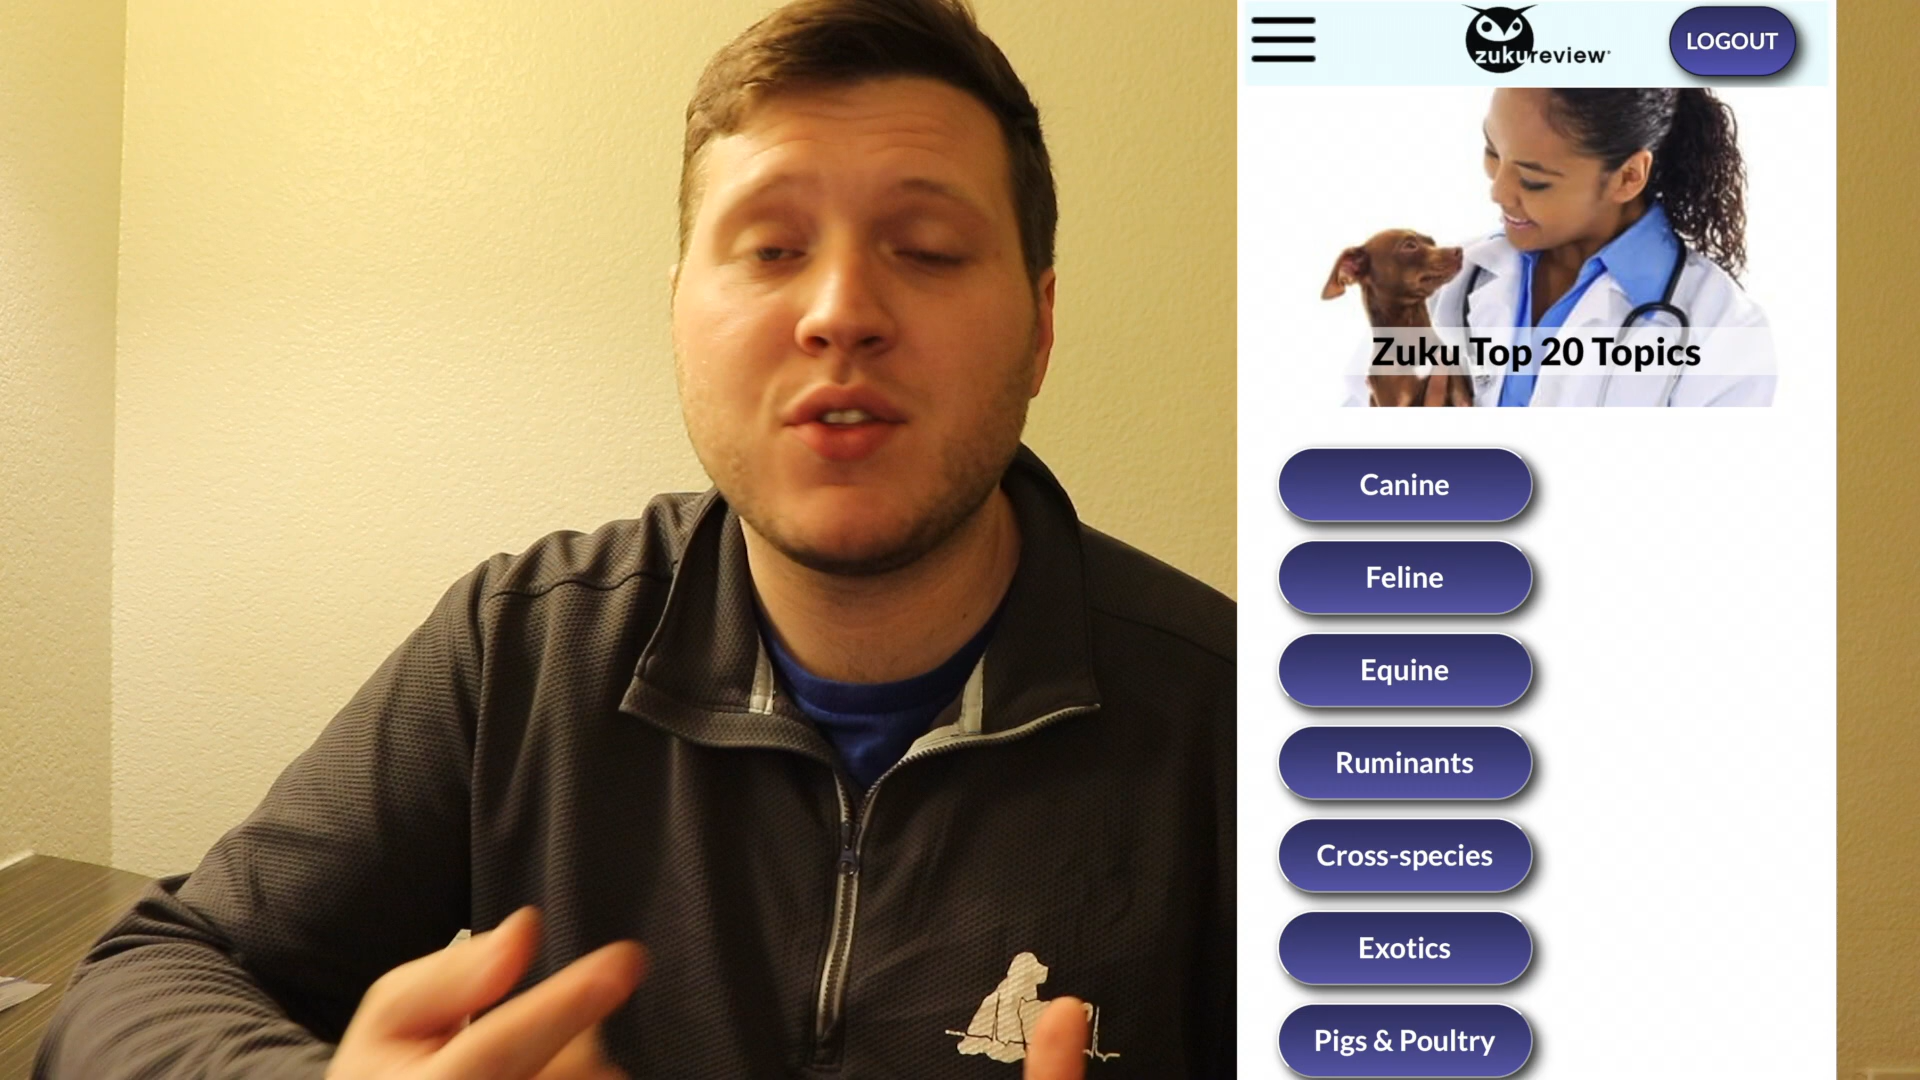 zukureview
LOGOUT
Zuku Top 20 Topics
Canine
Feline
Equine
Ruminants
Cross-species
Exotics
Pigs & Poultry